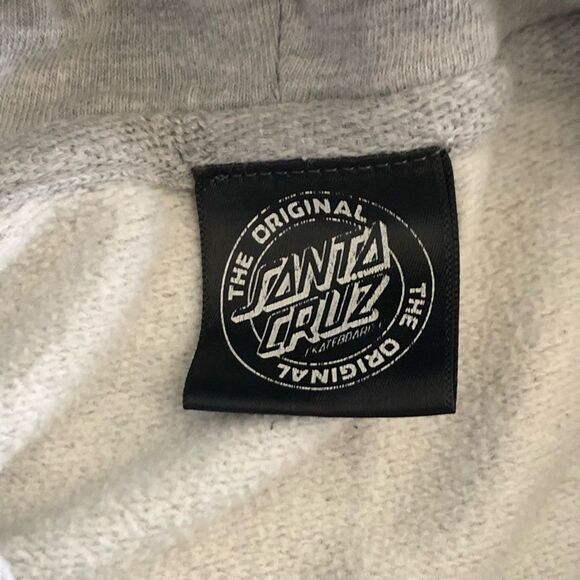 THE ORIGINAL
SANTA
CRUZ
SKATEBOARDS
THE ORIGINAL